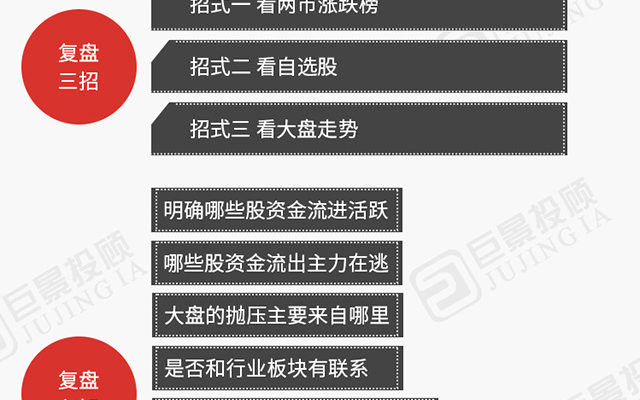 招式一 看两市涨跌榜
复盘
三招
招式二 看自选股
招式三 看大盘走势
明确哪些股资金流进活跃
哪些股资金流出主力在逃
大盘的抛压主要来自哪里
是否和行业板块有联系
复盘
巨景投顾
JUJING IA
巨景投顾
JUJING IA